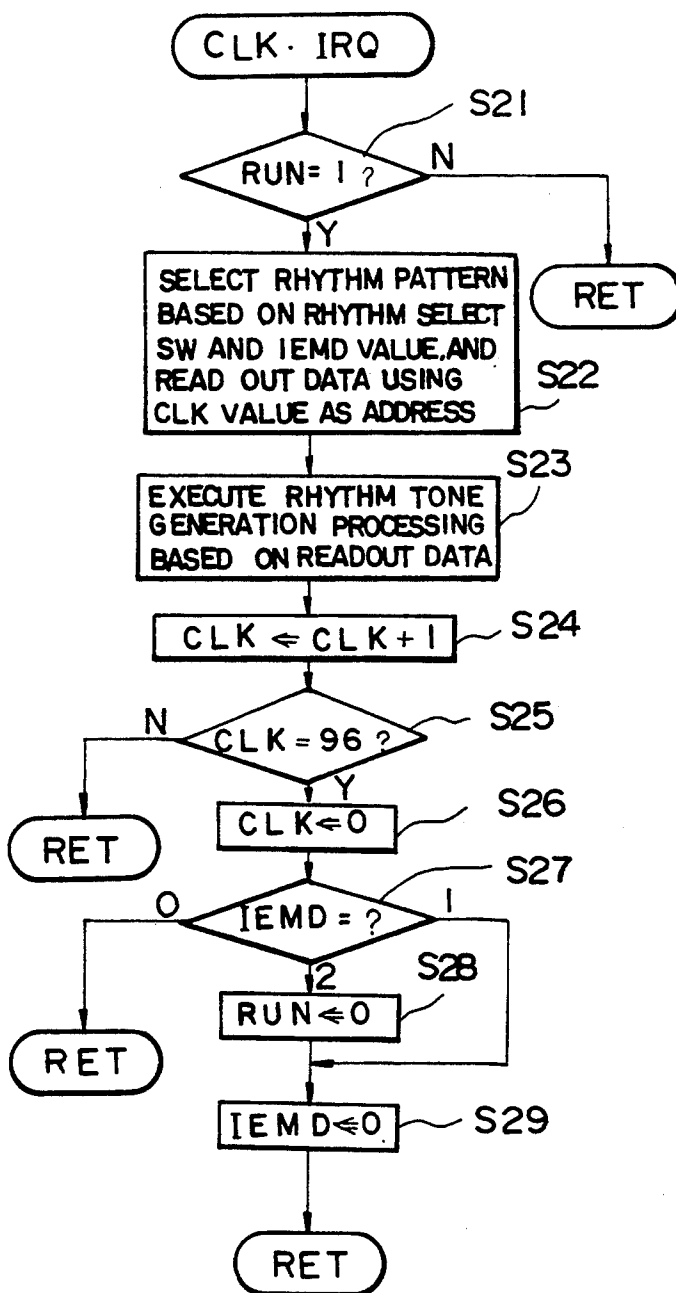 CLK · IRQ
S21
RUN = 1 ?
N
Y
RET
SELECT RHYTHM PATTERN
BASED ON RHYTHM SELECT
SW AND IEMD VALUE, AND
READ OUT DATA USING
CLK VALUE AS ADDRESS
S22
S23
EXECUTE RHYTHM TONE
GENERATION PROCESSING
BASED ON READOUT DATA
CLK ⇐ CLK + 1
S24
S25
N
CLK = 96 ?
Y
RET
CLK ⇐ 0
S26
S27
0
IEMD = ?
1
2
S28
RUN ⇐ 0
RET
IEMD ⇐ 0
S29
RET